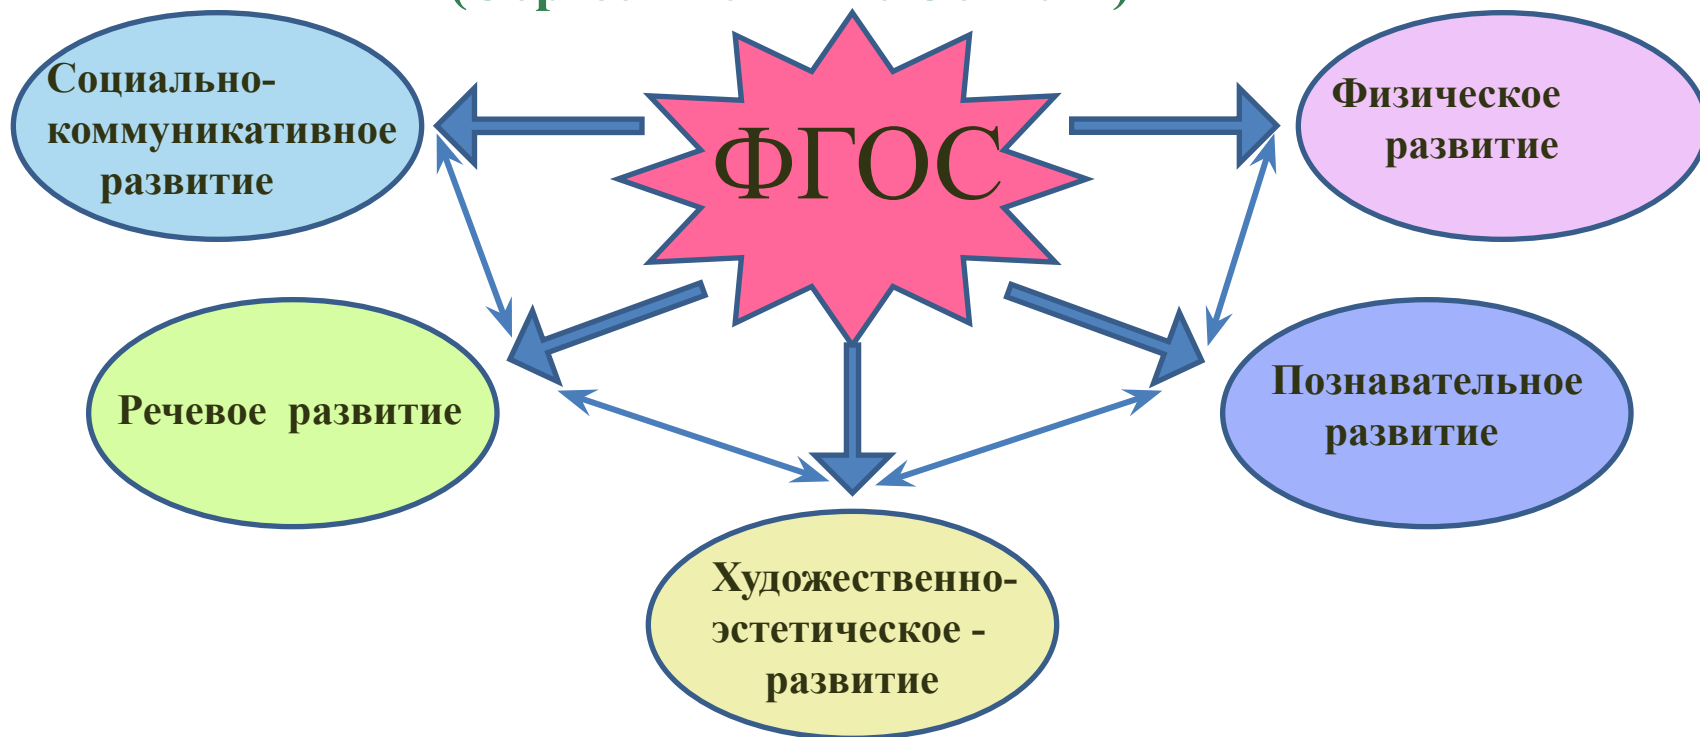 ФГОС
Социально-
коммуникативное
развитие
Физическое
развитие
Речевое развитие
Познавательное
развитие
Художественно-
эстетическое -
развитие